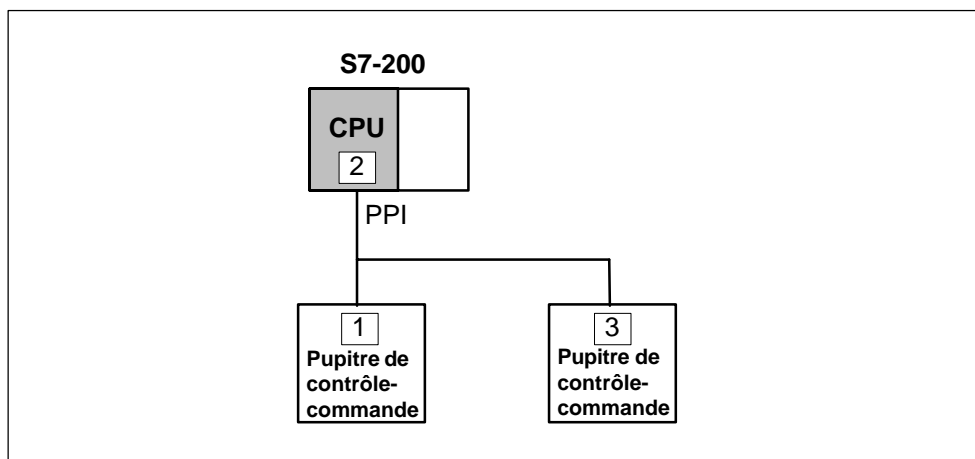 S7-200
CPU
2
PPI
1
Pupitre de
contrôle-
commande
3
Pupitre de
contrôle-
commande